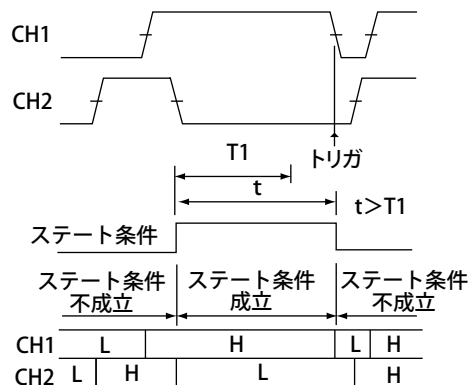 CH1
CH2
T1
トリガ
t
t＞T1
ステート条件
ステート条件
不成立
ステート条件
成立
ステート条件
不成立
CH1 L H L H
CH2 L H L H